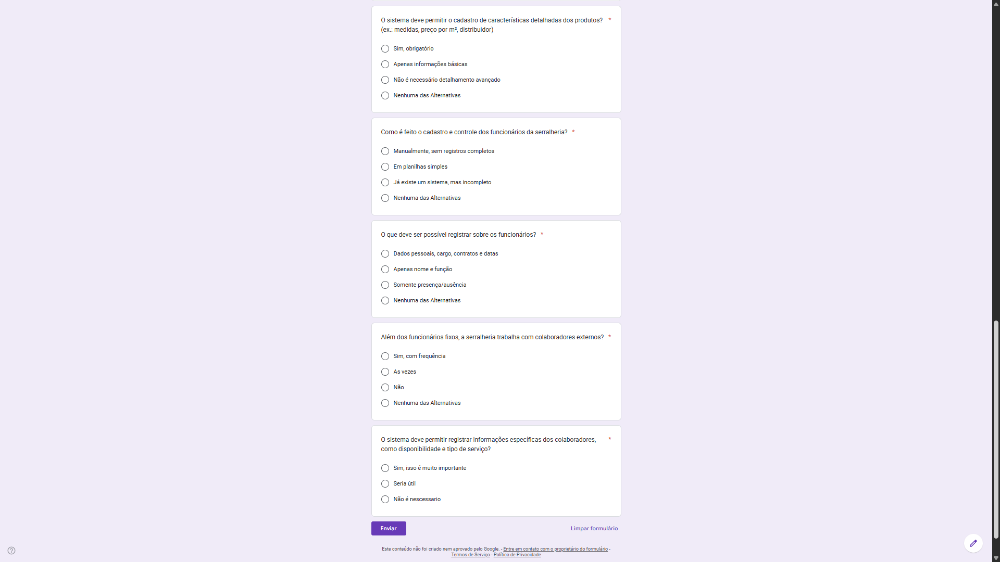 O sistema deve permitir o cadastro de características detalhadas dos produtos? *
(ex.: medidas, preço por m², distribuidor)
Sim, obrigatório
Apenas informações básicas
Não é necessário detalhamento avançado
Nenhuma das Alternativas
Como é feito o cadastro e controle dos funcionários da serralheria? *
Manualmente, sem registros completos
Em planilhas simples
Já existe um sistema, mas incompleto
Nenhuma das Alternativas
O que deve ser possível registrar sobre os funcionários? *
Dados pessoais, cargo, contratos e datas
Apenas nome e função
Somente presença/ausência
Nenhuma das Alternativas
Além dos funcionários fixos, a serralheria trabalha com colaboradores externos? *
Sim, com frequência
As vezes
Não
Nenhuma das Alternativas
O sistema deve permitir registrar informações específicas dos colaboradores, *
como disponibilidade e tipo de serviço?
Sim, isso é muito importante
Seria útil
Não é nescessario
Enviar
Limpar formulário
Este conteúdo não foi criado nem aprovado pelo Google. - Entre em contato com o proprietário do formulário -
Termos de Serviço - Política de Privacidade